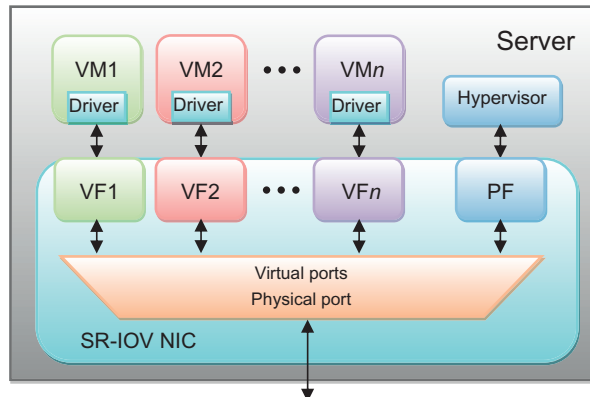 Server
VM1
VM2
•••
VMn
Driver
Driver
Driver
Hypervisor
VF1
VF2
•••
VFn
PF
Virtual ports
Physical port
SR-IOV NIC